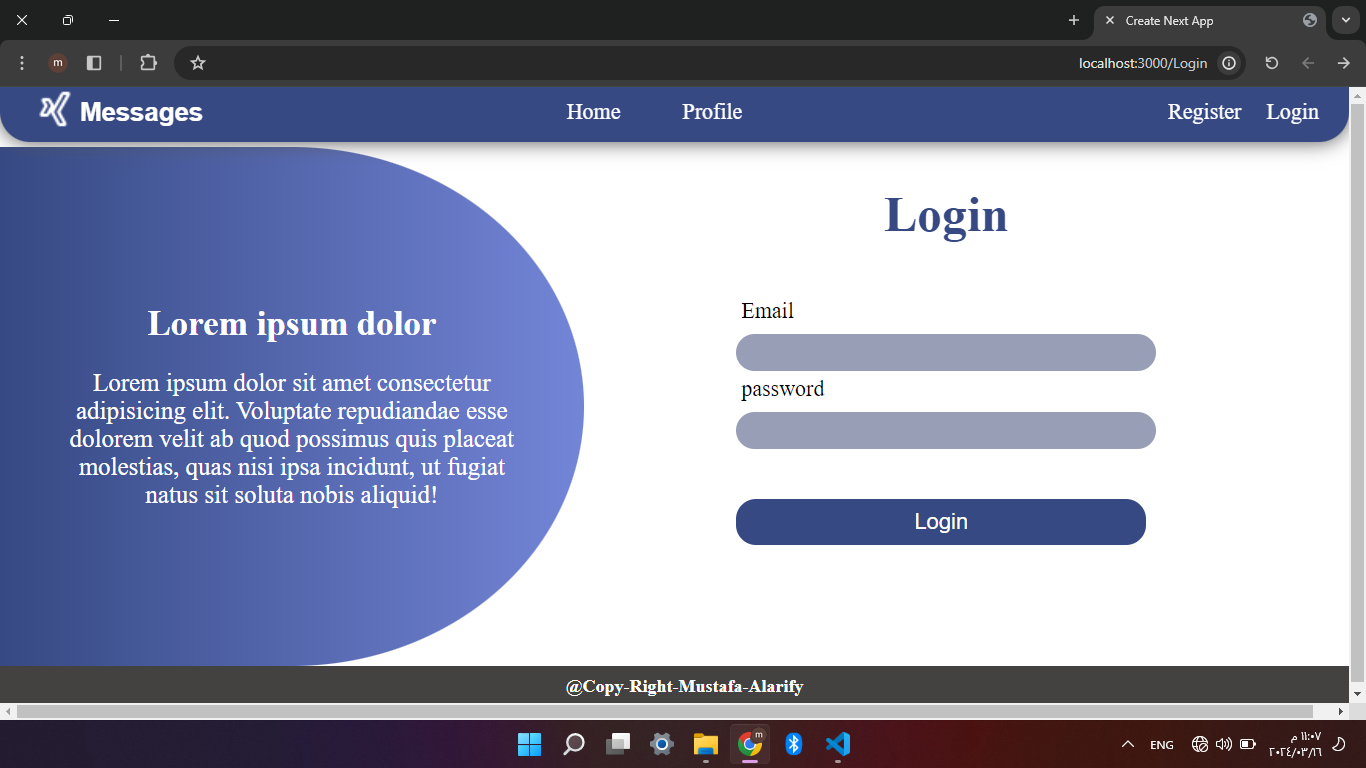 Create Next App
m
localhost:3000/Login
Messages
Home
Profile
Register
Login
Lorem ipsum dolor
Lorem ipsum dolor sit amet consectetur
adipisicing elit. Voluptate repudiandae esse
dolorem velit ab quod possimus quis placeat
molestias, quas nisi ipsa incidunt, ut fugiat
natus sit soluta nobis aliquid!
Login
Email
password
Login
@Copy-Right-Mustafa-Alarify
m
ENG
١١:٠٧ م
٢٠٢٤/٠٣/١٦